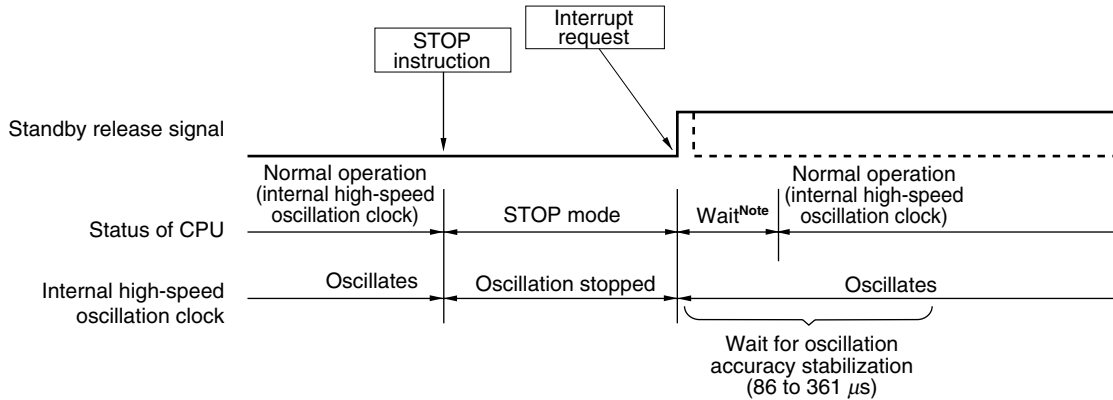 Interrupt
request
STOP
instruction
Standby release signal
Normal operation
(internal high-speed
oscillation clock)
Normal operation
(internal high-speed
oscillation clock)
Status of CPU
STOP mode
WaitNote
Internal high-speed
oscillation clock
Oscillates
Oscillation stopped
Oscillates
Wait for oscillation
accuracy stabilization
(86 to 361 μs)